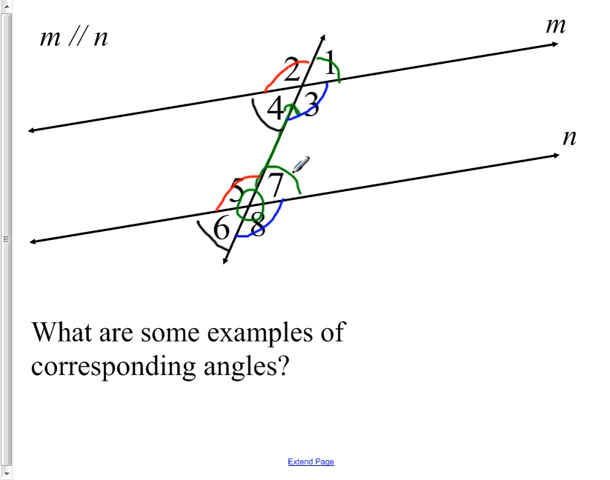 m
m // n
2 1
4 3
n
5 7
6 8
What are some examples of
corresponding angles?
Extend Page